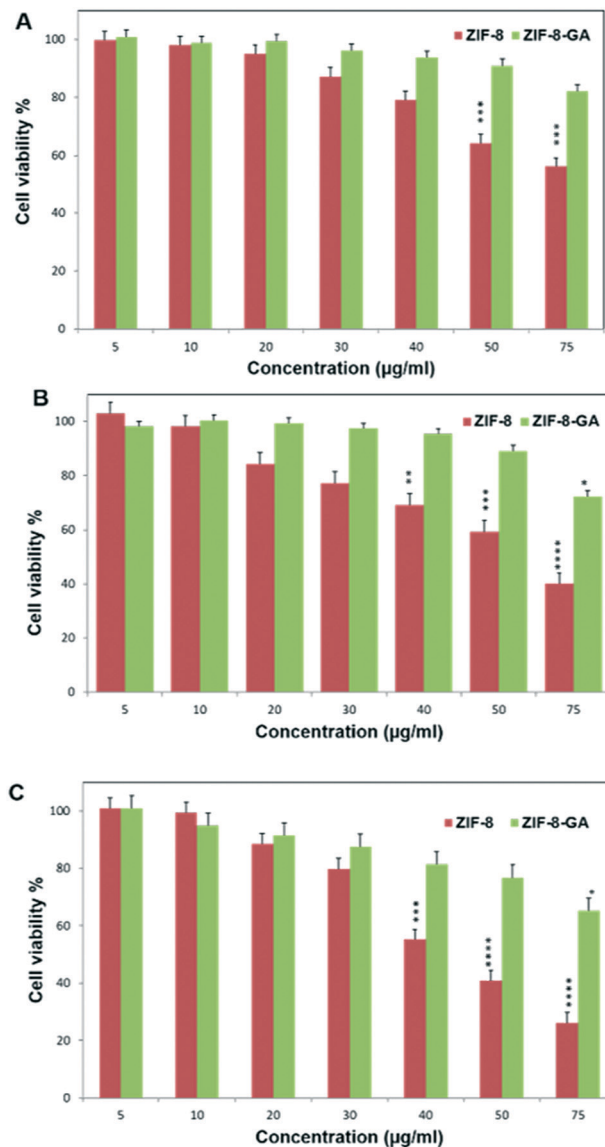 A
ZIF-8 ZIF-8-GA
100
80
60
40
20
0
Cell viability %
***
***
5 10 20 30 40 50 75
Concentration (µg/ml)
B
ZIF-8 ZIF-8-GA
100
80
60
40
20
0
Cell viability %
**
***
****
*
5 10 20 30 40 50 75
Concentration (µg/ml)
C
ZIF-8 ZIF-8-GA
100
80
60
40
20
0
Cell viability %
***
****
****
*
5 10 20 30 40 50 75
Concentration (µg/ml)